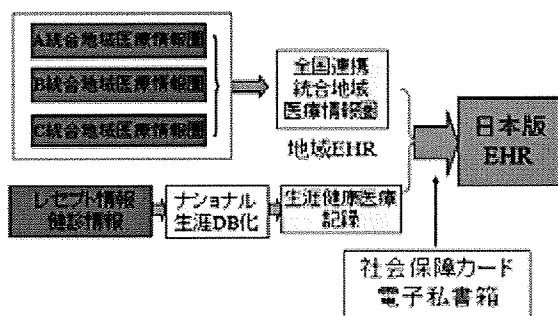 A統合地域医療情報圏
B統合地域医療情報圏
C統合地域医療情報圏
全国連携
統合地域
医療情報圏
地域EHR
日本版
EHR
レセプト情報
健診情報
ナショナル
生涯DB化
生涯健康医療
記録
社会保障カード
電子私書箱